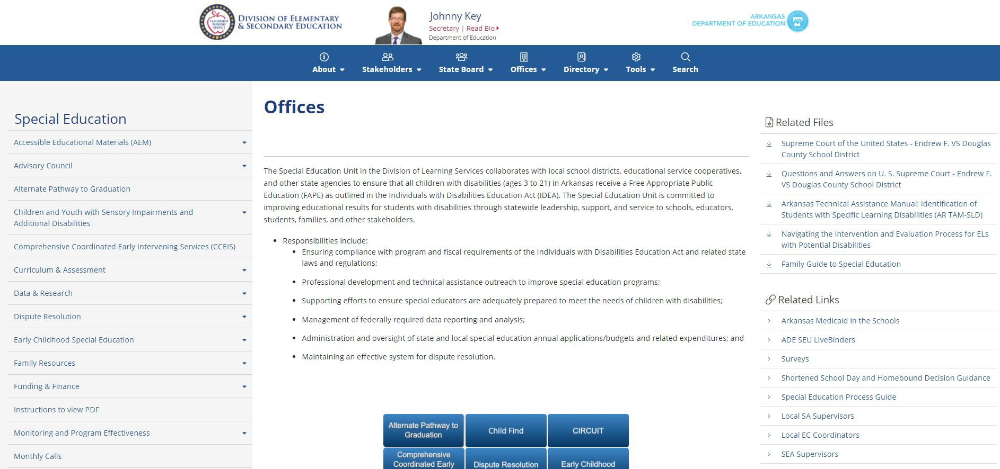 LEADERSHIP
SUPPORT
SERVICE
DIVISION OF ELEMENTARY
& SECONDARY EDUCATION
Johnny Key
Secretary | Read Bio
Department of Education
ARKANSAS
DEPARTMENT OF EDUCATION
AR
About
Stakeholders
State Board
Offices
Directory
Tools
Search
Special Education
Accessible Educational Materials (AEM)
Advisory Council
Alternate Pathway to Graduation
Children and Youth with Sensory Impairments and
Additional Disabilities
Comprehensive Coordinated Early Intervening Services (CCEIS)
Curriculum & Assessment
Data & Research
Dispute Resolution
Early Childhood Special Education
Family Resources
Funding & Finance
Instructions to view PDF
Monitoring and Program Effectiveness
Monthly Calls
Offices
The Special Education Unit in the Division of Learning Services collaborates with local school districts, educational service cooperatives,
and other state agencies to ensure that all children with disabilities (ages 3 to 21) in Arkansas receive a Free Appropriate Public
Education (FAPE) as outlined in the Individuals with Disabilities Education Act (IDEA). The Special Education Unit is committed to
improving educational results for students with disabilities through statewide leadership, support, and service to schools, educators,
students, families, and other stakeholders.
• Responsibilities include:
• Ensuring compliance with program and fiscal requirements of the Individuals with Disabilities Education Act and related state
laws and regulations;
• Professional development and technical assistance outreach to improve special education programs;
• Supporting efforts to ensure special educators are adequately prepared to meet the needs of children with disabilities;
• Management of federally required data reporting and analysis;
• Administration and oversight of state and local special education annual applications/budgets and related expenditures; and
• Maintaining an effective system for dispute resolution.
Alternate Pathway to
Graduation
Child Find
CIRCUIT
Comprehensive
Coordinated Early
Dispute Resolution
Early Childhood
Related Files
Supreme Court of the United States - Endrew F. VS Douglas
County School District
Questions and Answers on U. S. Supreme Court - Endrew F.
VS Douglas County School District
Arkansas Technical Assistance Manual: Identification of
Students with Specific Learning Disabilities (AR TAM-SLD)
Navigating the Intervention and Evaluation Process for ELs
with Potential Disabilities
Family Guide to Special Education
Related Links
Arkansas Medicaid in the Schools
ADE SEU LiveBinders
Surveys
Shortened School Day and Homebound Decision Guidance
Special Education Process Guide
Local SA Supervisors
Local EC Coordinators
SEA Supervisors